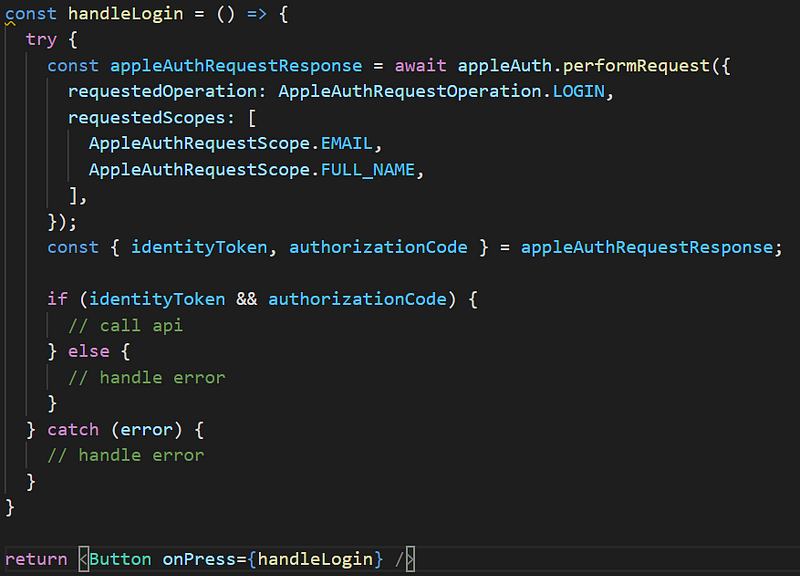 const handleLogin = () => {
try {
const appleAuthRequestResponse = await appleAuth.performRequest({
requestedOperation: AppleAuthRequestOperation.LOGIN,
requestedScopes: [
AppleAuthRequestScope.EMAIL,
AppleAuthRequestScope.FULL_NAME,
],
});
const { identityToken, authorizationCode } = appleAuthRequestResponse;
if (identityToken && authorizationCode) {
// call api
} else {
// handle error
}
} catch (error) {
// handle error
}
}
return <Button onPress={handleLogin} />